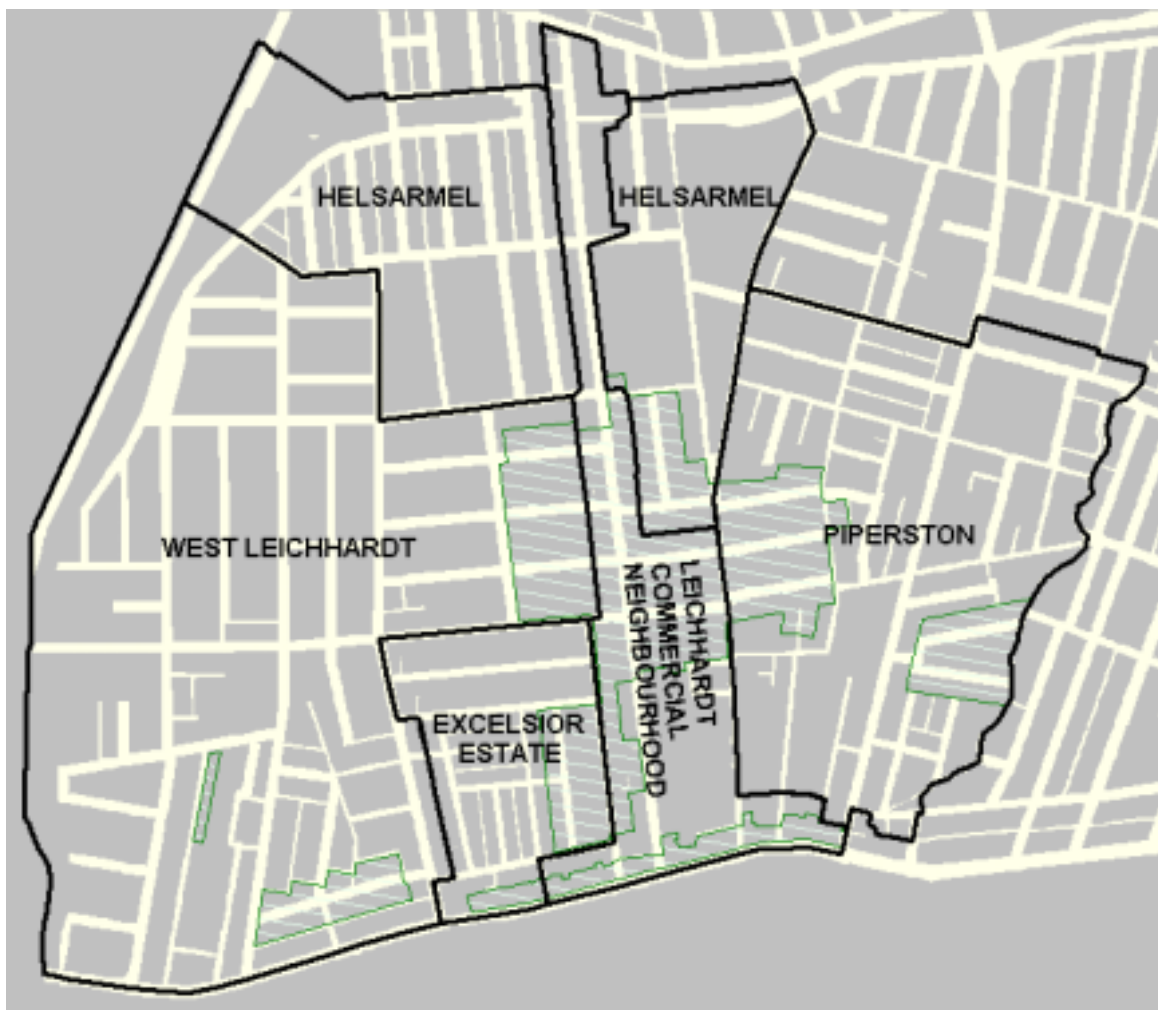 HELSARMEL
HELSARMEL
WEST LEICHHARDT
PIPERSTON
LEICHHARDT
COMMERCIAL
NEIGHBOURHOOD
EXCELSIOR
ESTATE